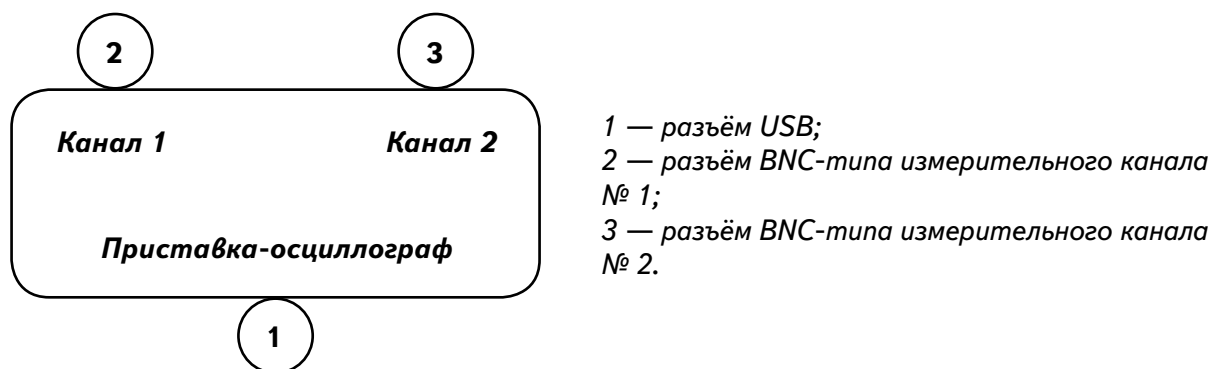 2
3
Канал 1
Канал 2
Приставка-осциллограф
1
1 — разъём USB;
2 — разъём BNC-типа измерительного канала
№ 1;
3 — разъём BNC-типа измерительного канала
№ 2.